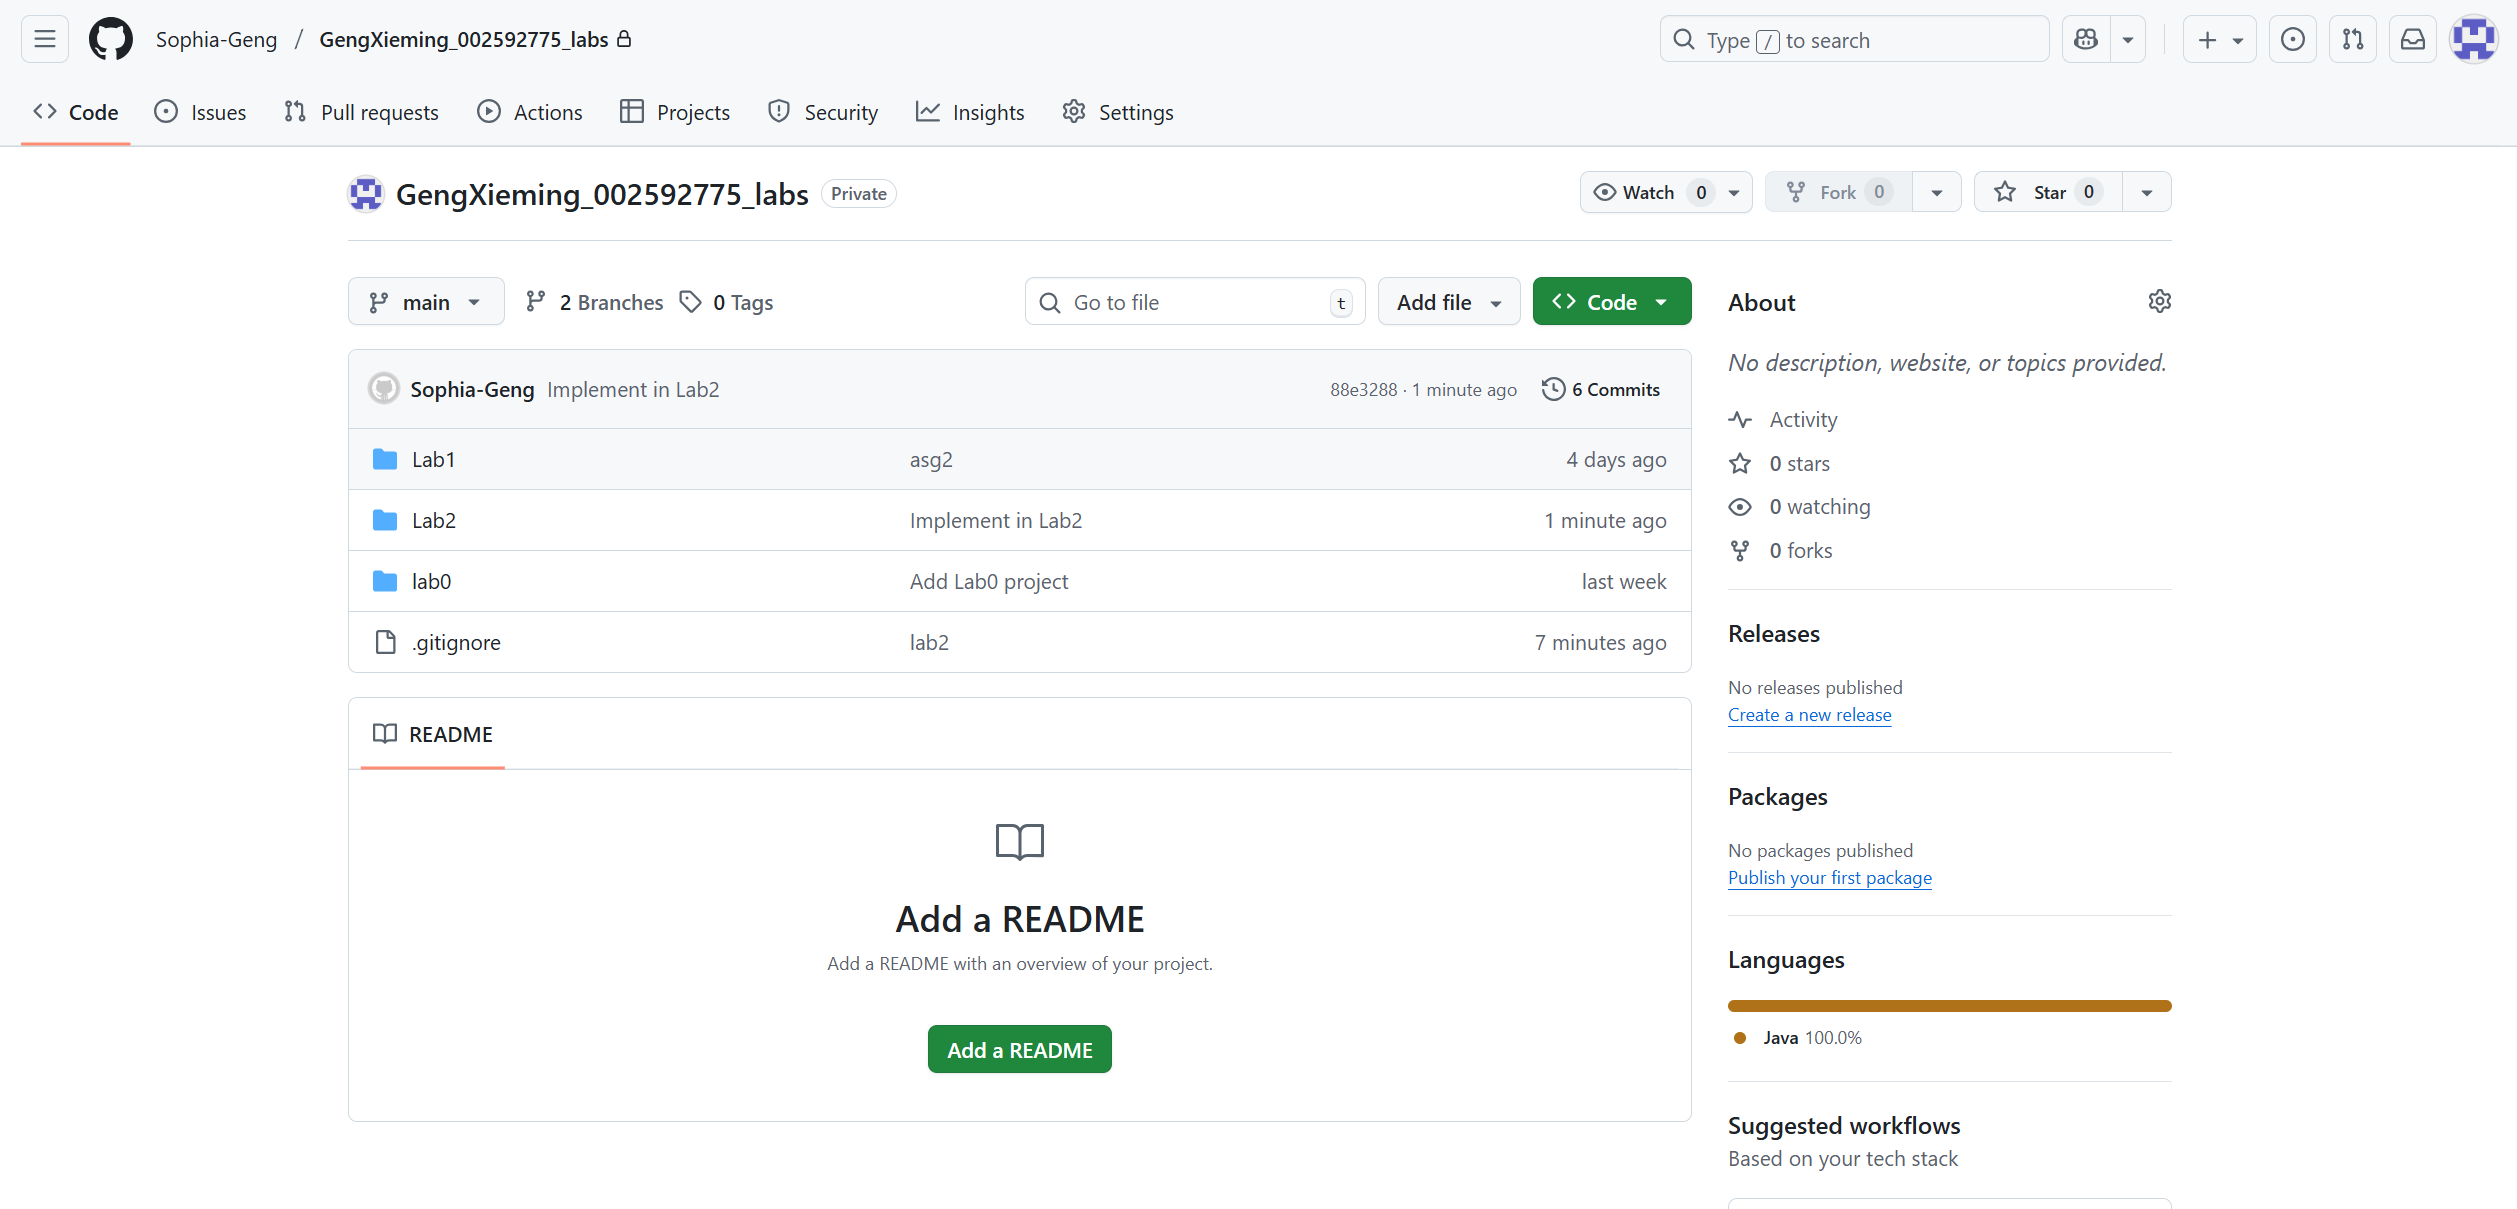 Sophia-Geng / GengXieming_002592775_labs
Type / to search
Code Issues Pull requests Actions Projects Security Insights Settings
GengXieming_002592775_labs Private
Watch 0 Fork 0 Star 0
main 2 Branches 0 Tags
Go to file t Add file Code
Sophia-Geng Implement in Lab2 88e3288 · 1 minute ago 6 Commits
Lab1 asg2 4 days ago
Lab2 Implement in Lab2 1 minute ago
lab0 Add Lab0 project last week
.gitignore lab2 7 minutes ago
README
Add a README
Add a README with an overview of your project.
Add a README
About
No description, website, or topics provided.
Activity
0 stars
0 watching
0 forks
Releases
No releases published
Create a new release
Packages
No packages published
Publish your first package
Languages
Java 100.0%
Suggested workflows
Based on your tech stack